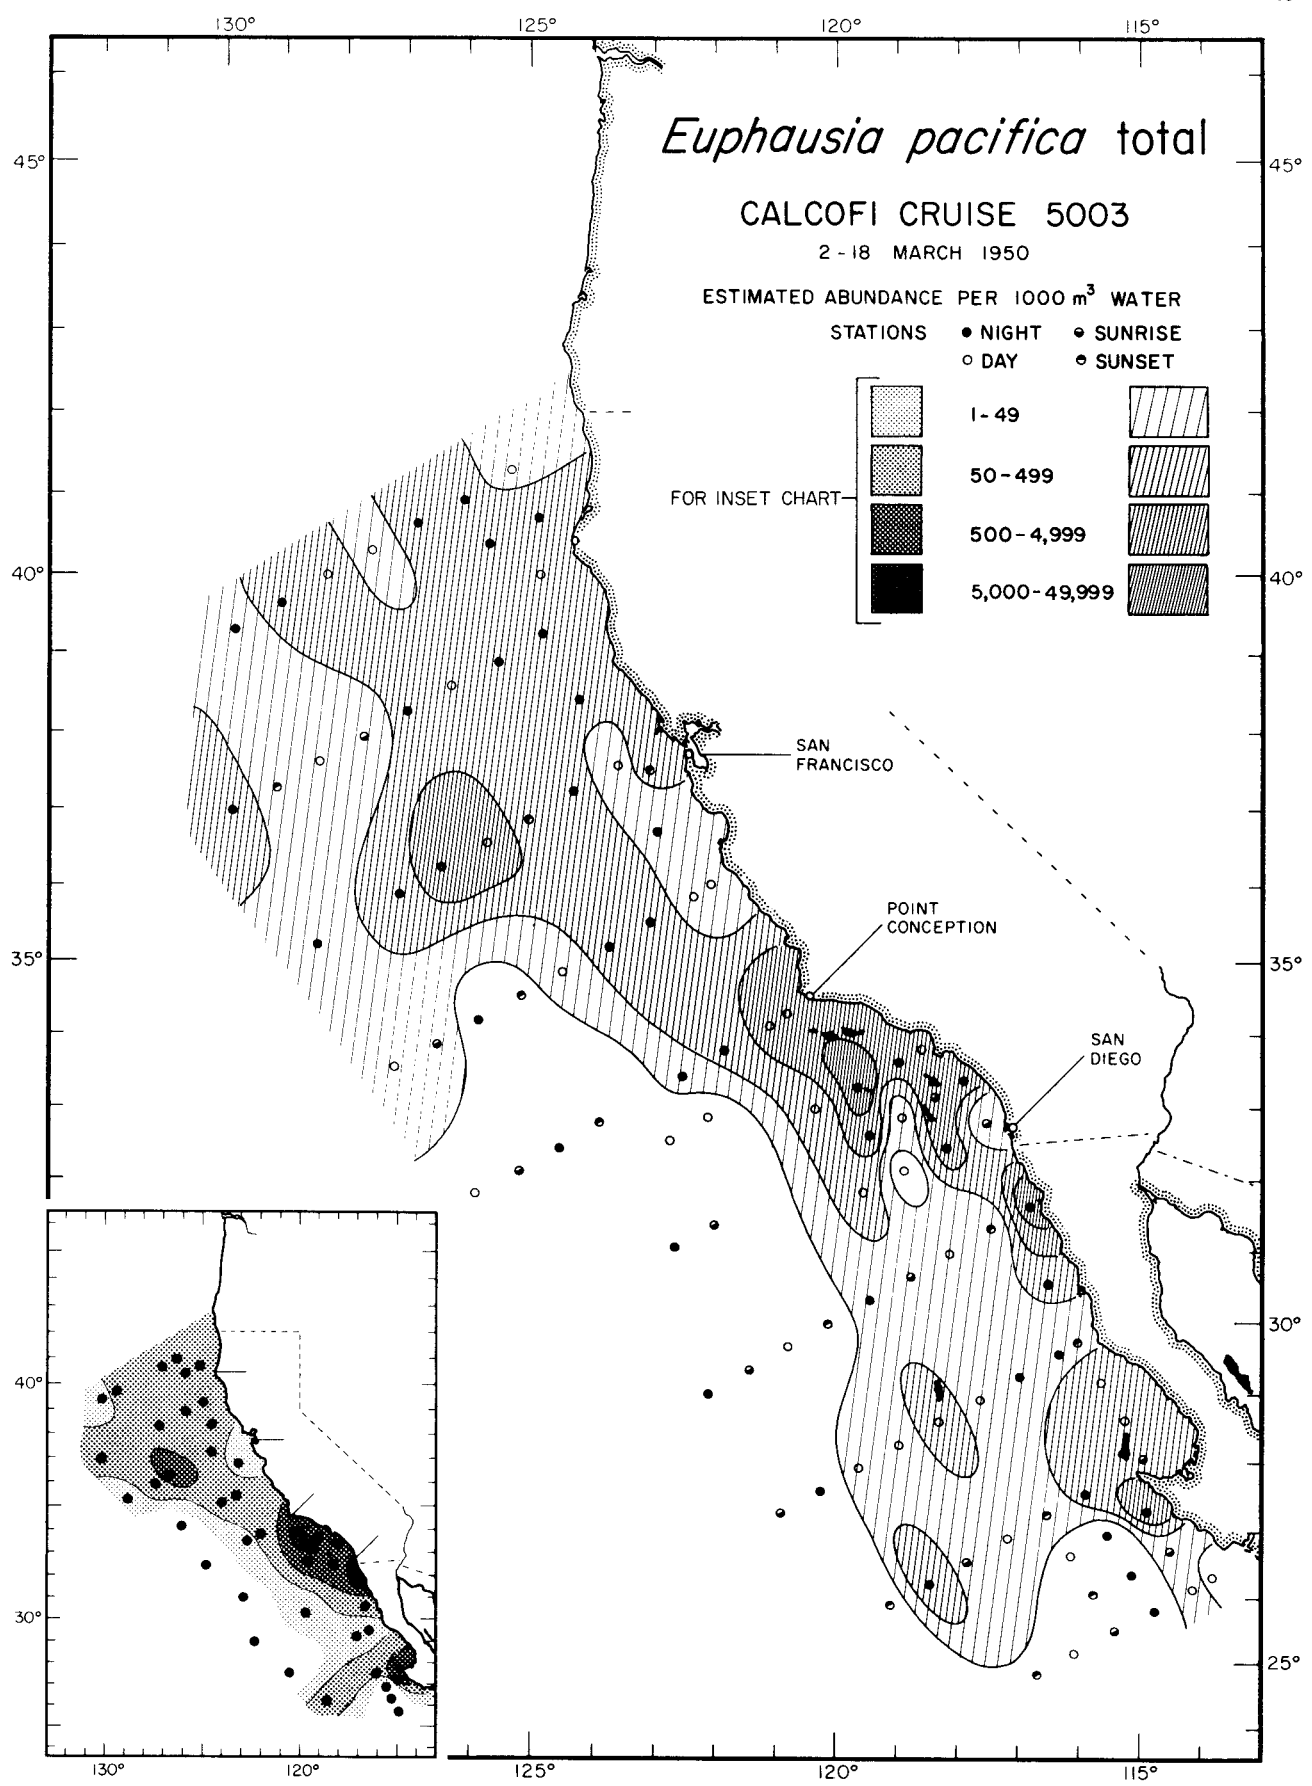 130° 125° 120° 115°
Euphausia pacifica total
45° 45°
CALCOFI CRUISE 5003
2-18 MARCH 1950
ESTIMATED ABUNDANCE PER 1000 m³ WATER
STATIONS ● NIGHT SUNRISE
○ DAY SUNSET
1-49
50-499
FOR INSET CHART
500-4,999
5,000-49,999
40° 40°
SAN
FRANCISCO
POINT
CONCEPTION
35° 35°
SAN
DIEGO
30°
25°
40°
30°
130° 120°
125° 120° 115°